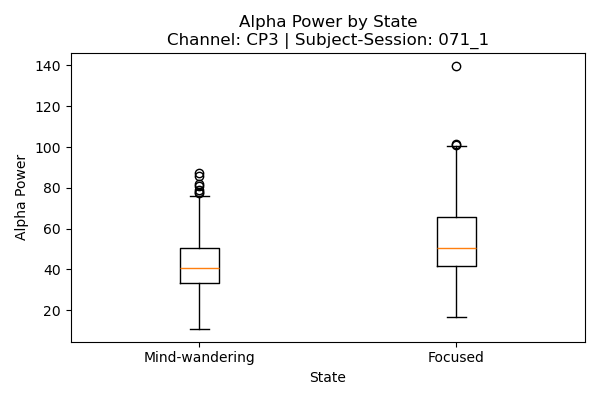 Alpha Power by State
Channel: CP3 | Subject-Session: 071_1
140
120
100
80
60
40
20
Alpha Power
Mind-wandering
Focused
State